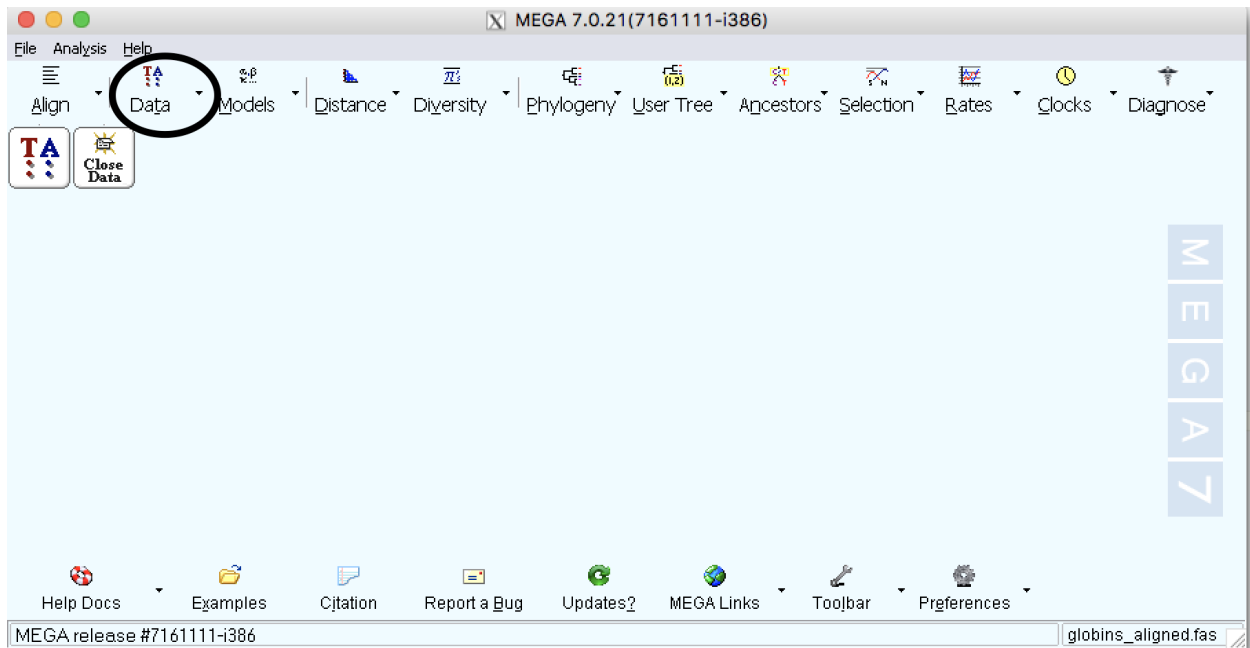 MEGA 7.0.21(7161111-i386)
File Analysis Help
Align Data Models Distance Diversity Phylogeny User Tree Ancestors Selection Rates Clocks Diagnose
TA Close Data
M
E
G
A
7
Help Docs Examples Citation Report a Bug Updates? MEGA Links Toolbar Preferences
MEGA release #7161111-i386 globins_aligned.fas